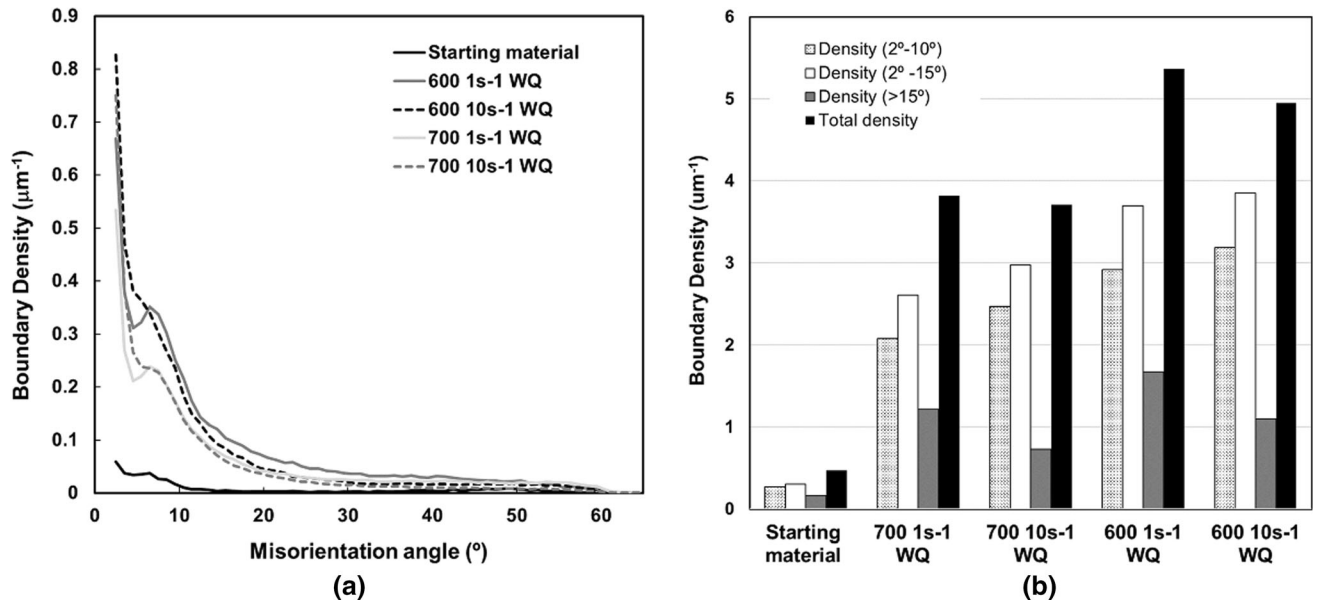 0.9
0.8
0.7
0.6
0.5
0.4
0.3
0.2
0.1
0
Boundary Density (μm-1)
Starting material
600 1s-1 WQ
600 10s-1 WQ
700 1s-1 WQ
700 10s-1 WQ
0 10 20 30 40 50 60
Misorientation angle (º)
(a)
6
5
4
3
2
1
0
Boundary Density (um-1)
Density (2º-10º)
Density (2º -15º)
Density (>15º)
Total density
Starting 700 1s-1 700 10s-1 600 1s-1 600 10s-1
material WQ WQ WQ WQ
(b)